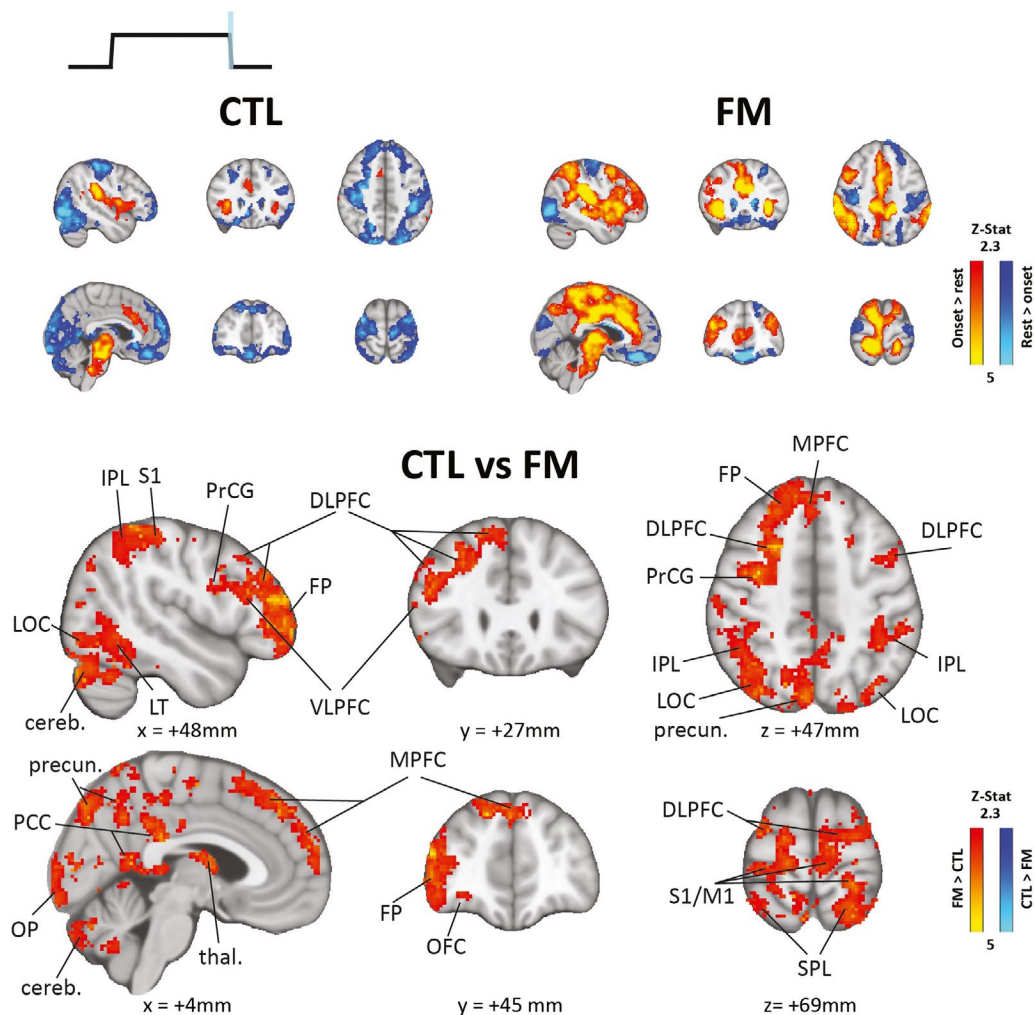 CTL
FM
Z-Stat
2.3
Onset > rest
Rest > onset
5
CTL vs FM
IPL
S1
PrCG
DLPFC
FP
LOC
cereb.
LT
VLPFC
x = +48mm
y = +27mm
MPFC
FP
DLPFC
DLPFC
PrCG
IPL
IPL
LOC
LOC
precun.
z = +47mm
precun.
PCC
OP
cereb.
thal.
x = +4mm
MPFC
FP
OFC
y = +45 mm
DLPFC
S1/M1
SPL
z= +69mm
Z-Stat
2.3
FM > CTL
CTL > FM
5